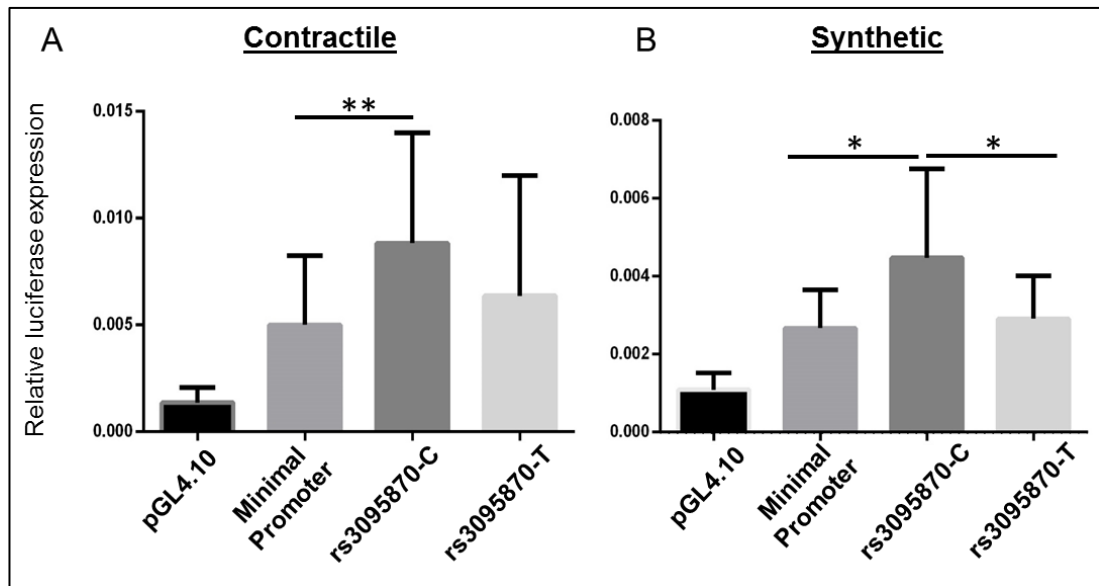 A
Contractile
Relative luciferase expression
0.015
0.010
0.005
0.000
**
pGL4.10
Minimal
Promoter
rs3095870-C
rs3095870-T
B
Synthetic
0.008
0.006
0.004
0.002
0.000
*
*
pGL4.10
Minimal
Promoter
rs3095870-C
rs3095870-T